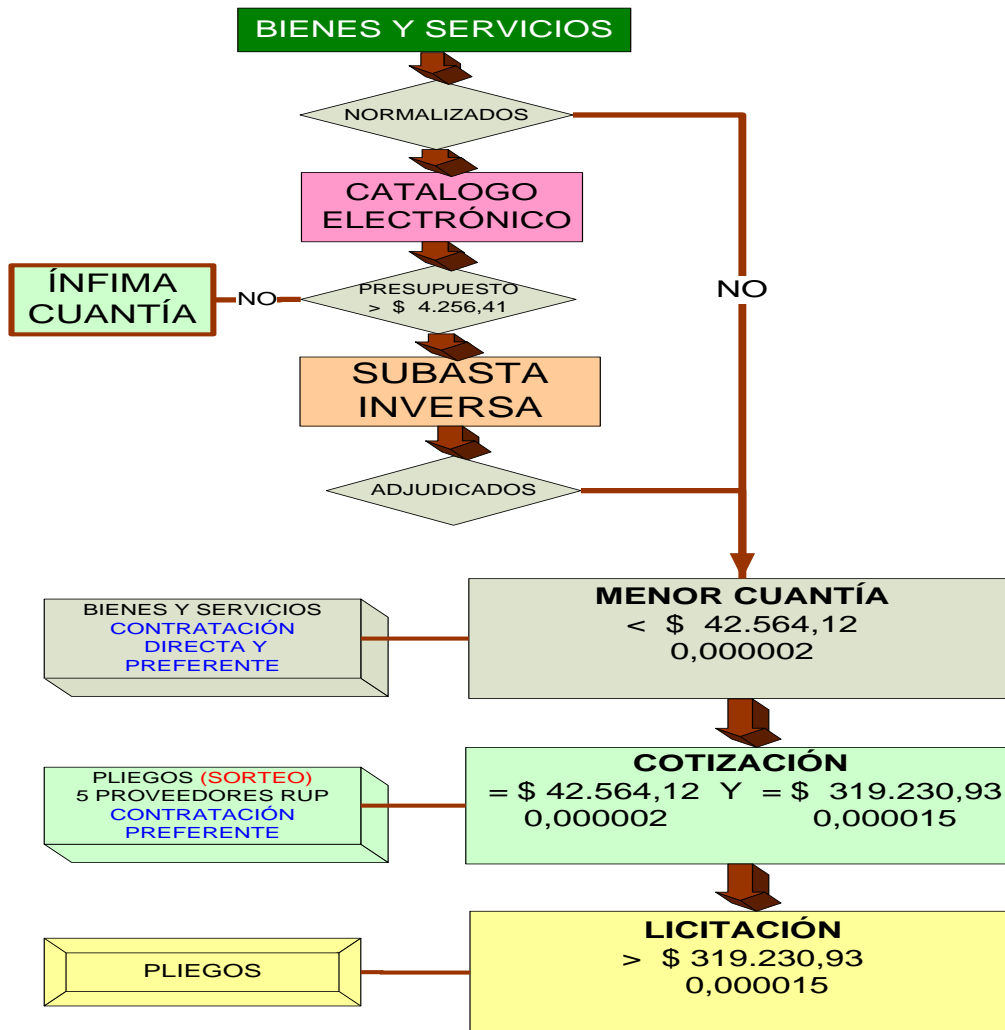 BIENES Y SERVICIOS
NORMALIZADOS
CATALOGO
ELECTRÓNICO
ÍNFIMA
CUANTÍA
NO
PRESUPUESTO
> $ 4.256,41
NO
SUBASTA
INVERSA
ADJUDICADOS
BIENES Y SERVICIOS
CONTRATACIÓN
DIRECTA Y
PREFERENTE
MENOR CUANTÍA
< $ 42.564,12
0,000002
PLIEGOS (SORTEO)
5 PROVEEDORES RUP
CONTRATACIÓN
PREFERENTE
COTIZACIÓN
= $ 42.564,12 Y = $ 319.230,93
0,000002 0,000015
PLIEGOS
LICITACIÓN
> $ 319.230,93
0,000015